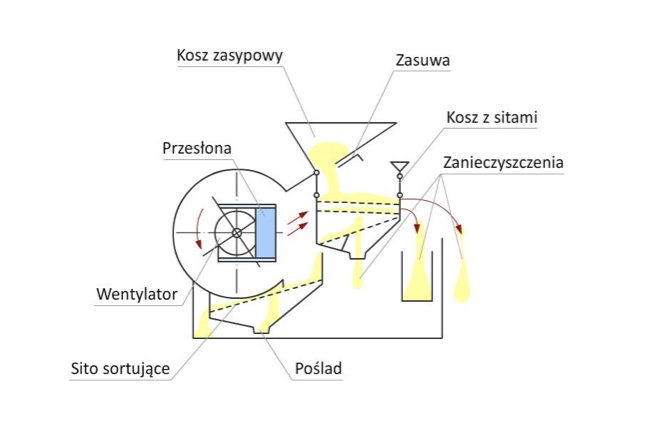 Kosz zasypowy
Zasuwa
Kosz z sitami
Przesłona
Zanieczyszczenia
Wentylator
Sito sortujące
Poślad